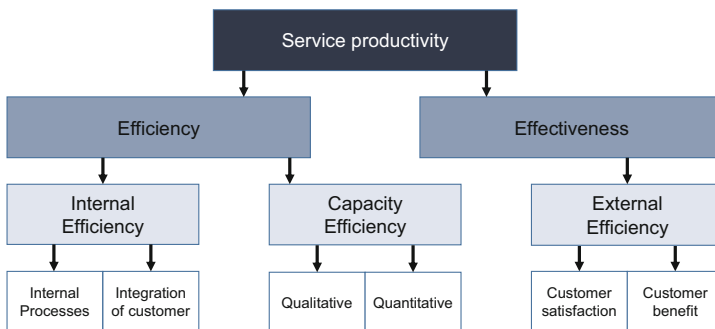 Service productivity
Efficiency
Effectiveness
Internal
Efficiency
Capacity
Efficiency
External
Efficiency
Internal
Processes
Integration
of customer
Qualitative
Quantitative
Customer
satisfaction
Customer
benefit